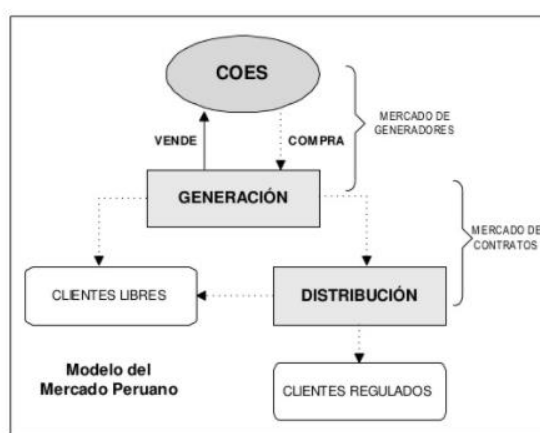 COES
MERCADO DE
GENERADORES
VENDE
COMPRA
GENERACIÓN
MERCADO DE
CONTRATOS
CLIENTES LIBRES
DISTRIBUCIÓN
Modelo del
Mercado Peruano
CLIENTES REGULADOS